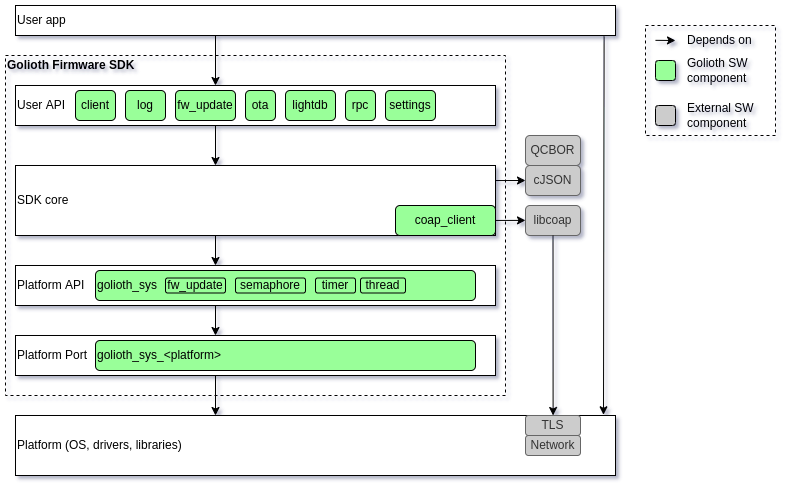 User app
Depends on
Golioth SW
component
External SW
component
Golioth Firmware SDK
User API
client
log
fw_update
ota
lightdb
rpc
settings
QCBOR
cJSON
SDK core
coap_client
libcoap
Platform API
golioth_sys
fw_update
semaphore
timer
thread
Platform Port
golioth_sys_<platform>
Platform (OS, drivers, libraries)
TLS
Network